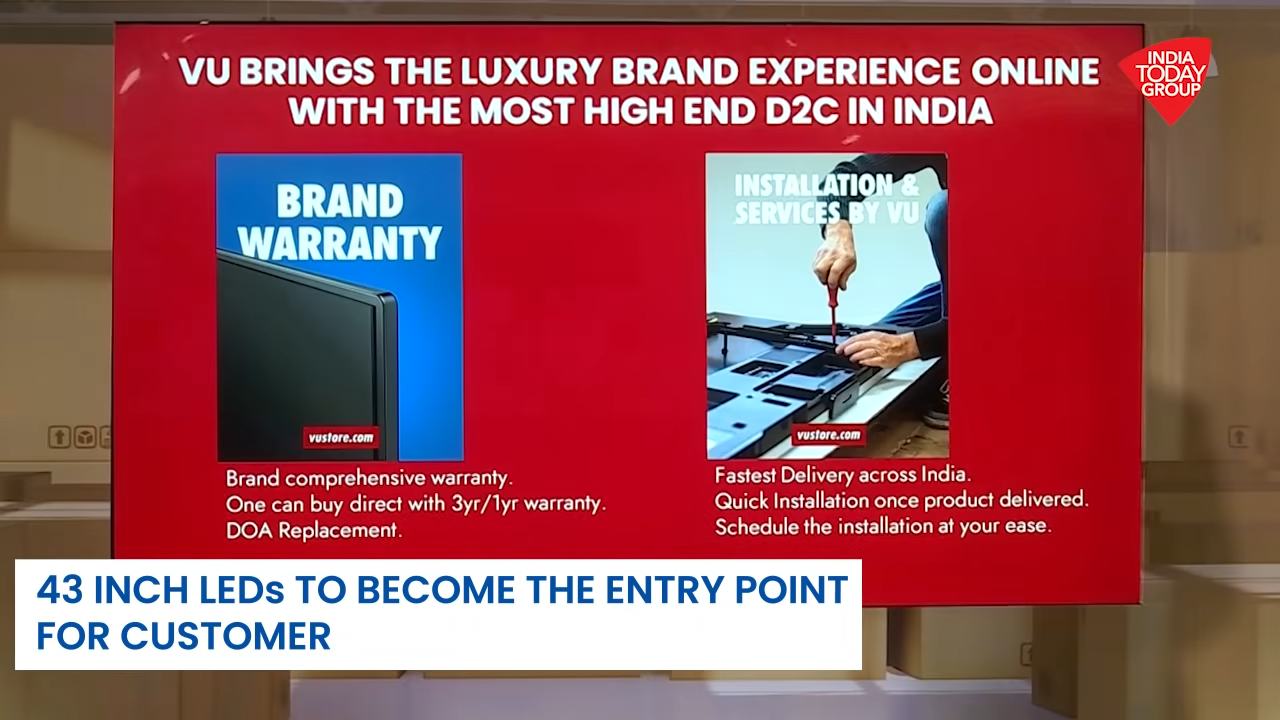 VU BRINGS THE LUXURY BRAND EXPERIENCE ONLINE
WITH THE MOST HIGH END D2C IN INDIA
INDIA
TODAY
GROUP
BRAND
WARRANTY
vustore.com
Brand comprehensive warranty.
One can buy direct with 3yr/1yr warranty.
DOA Replacement.
INSTALLATION &
SERVICES BY VU
vustore.com
Fastest Delivery across India.
Quick Installation once product delivered.
Schedule the installation at your ease.
43 INCH LEDs TO BECOME THE ENTRY POINT
FOR CUSTOMER